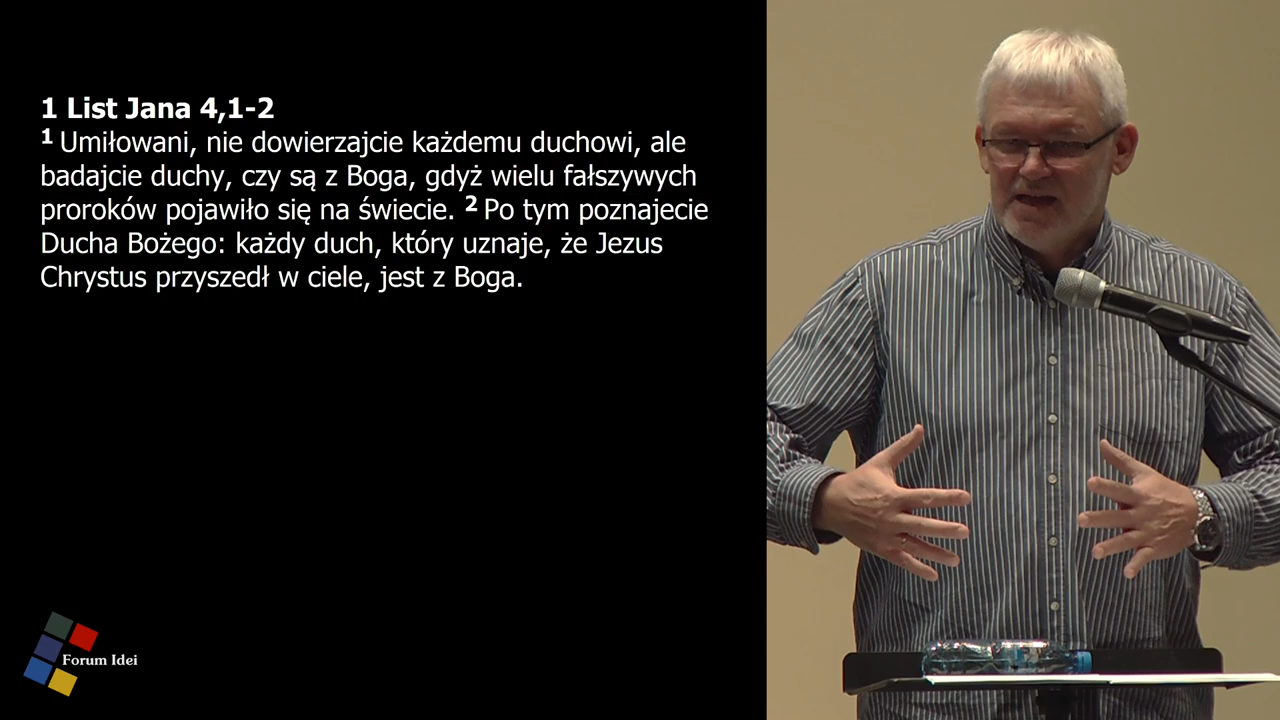 1 List Jana 4,1-2
1 Umiłowani, nie dowierzajcie każdemu duchowi, ale
badajcie duchy, czy są z Boga, gdyż wielu fałszywych
proroków pojawiło się na świecie. 2 Po tym poznajecie
Ducha Bożego: każdy duch, który uznaje, że Jezus
Chrystus przyszedł w ciele, jest z Boga.
Forum Idei